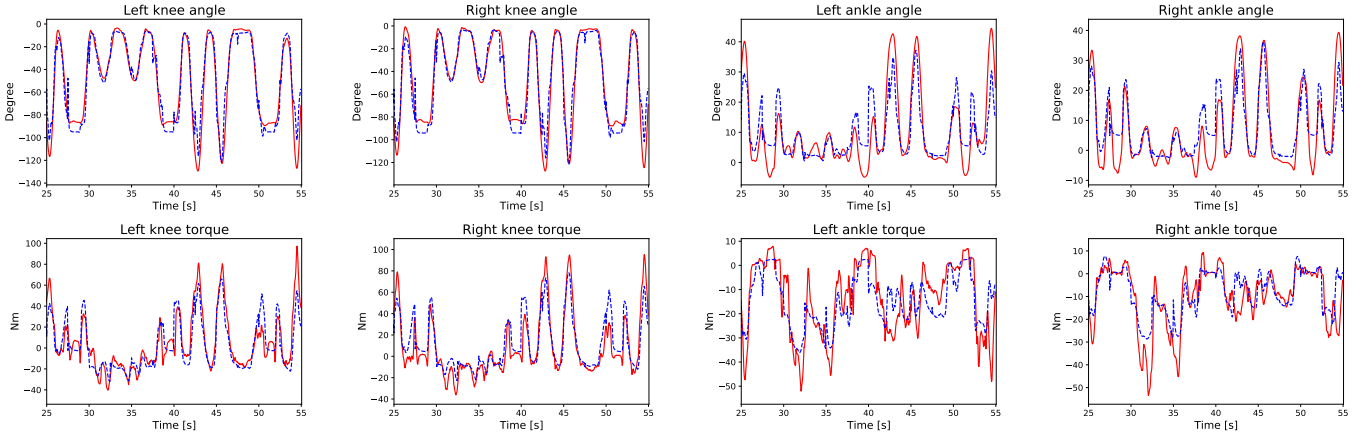 Left knee angle
Degree
0
−20
−40
−60
−80
−100
−120
−140
25 30 35 40 45 50 55
Time [s]
Right knee angle
Degree
0
−20
−40
−60
−80
−100
−120
25 30 35 40 45 50 55
Time [s]
Left ankle angle
Degree
40
30
20
10
0
25 30 35 40 45 50 55
Time [s]
Right ankle angle
Degree
40
30
20
10
0
−10
25 30 35 40 45 50 55
Time [s]
Left knee torque
Nm
100
80
60
40
20
0
−20
−40
25 30 35 40 45 50 55
Time [s]
Right knee torque
Nm
100
80
60
40
20
0
−20
−40
25 30 35 40 45 50 55
Time [s]
Left ankle torque
Nm
10
0
−10
−20
−30
−40
−50
25 30 35 40 45 50 55
Time [s]
Right ankle torque
Nm
10
0
−10
−20
−30
−40
−50
25 30 35 40 45 50 55
Time [s]